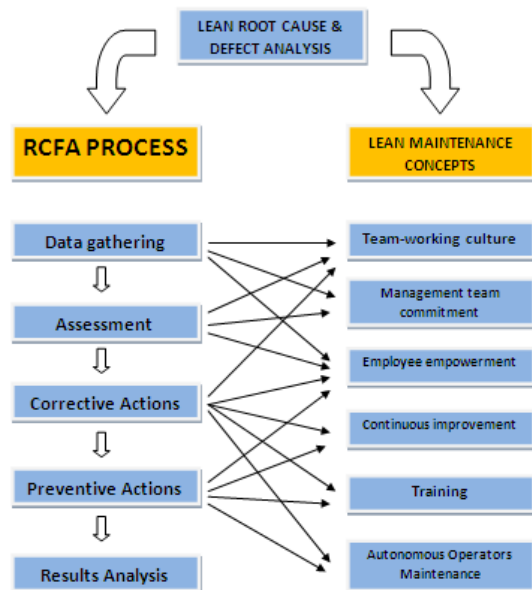 LEAN ROOT CAUSE &
DEFECT ANALYSIS
RCFA PROCESS
LEAN MAINTENANCE
CONCEPTS
Data gathering
Team-working culture
Management team
commitment
Assessment
Employee empowerment
Corrective Actions
Continuous improvement
Preventive Actions
Training
Results Analysis
Autonomous Operators
Maintenance